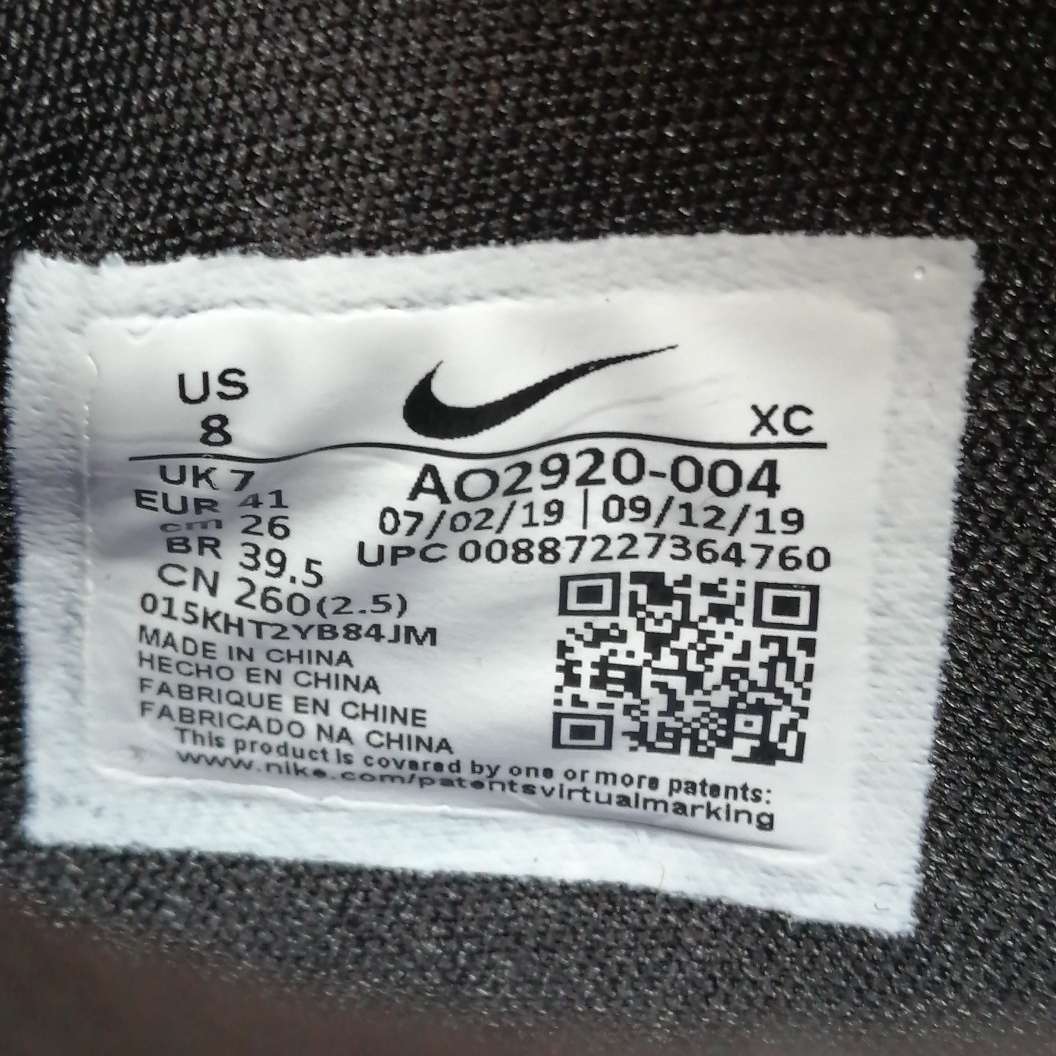 US
8
XC
UK 7
EUR 41
cm 26
BR 39.5
CN 260(2.5)
AO2920-004
07/02/19 | 09/12/19
UPC 00887227364760
015KHT2YB84JM
MADE IN CHINA
HECHO EN CHINA
FABRIQUE EN CHINE
FABRICADO NA CHINA
This product is covered by one or more patents:
www.nike.com/patentsvirtualmarking